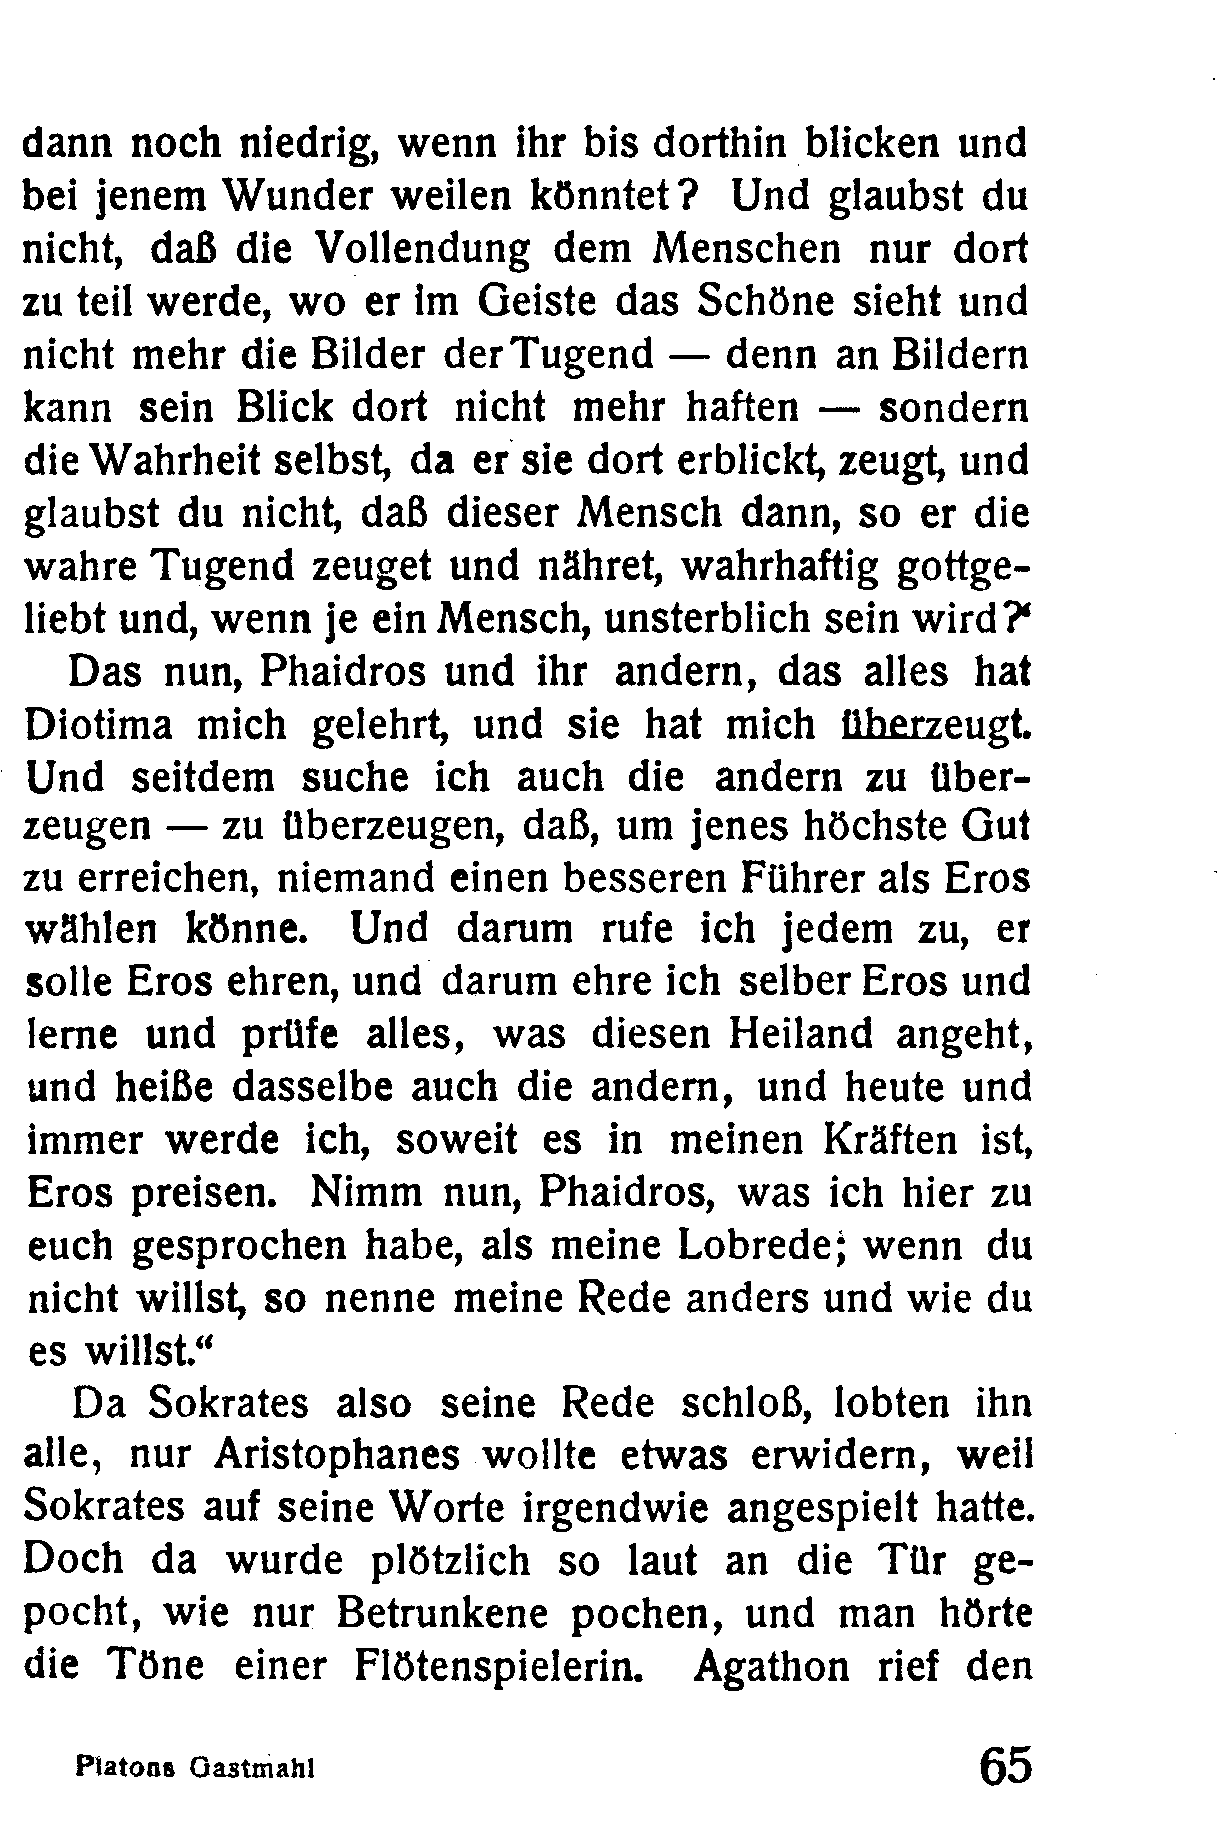 dann noch niedrig, wenn ihr bis dorthin blicken und
bei jenem Wunder weilen könntet? Und glaubst du
nicht, daß die Vollendung dem Menschen nur dort
zu teil werde, wo er im Geiste das Schöne sieht und
nicht mehr die Bilder der Tugend — denn an Bildern
kann sein Blick dort nicht mehr haften — sondern
die Wahrheit selbst, da er sie dort erblickt, zeugt, und
glaubst du nicht, daß dieser Mensch dann, so er die
wahre Tugend zeuget und nähret, wahrhaftig gottge-
liebt und, wenn je ein Mensch, unsterblich sein wird?‘
Das nun, Phaidros und ihr andern, das alles hat
Diotima mich gelehrt, und sie hat mich überzeugt.
Und seitdem suche ich auch die andern zu über-
zeugen — zu überzeugen, daß, um jenes höchste Gut
zu erreichen, niemand einen besseren Führer als Eros
wählen könne. Und darum rufe ich jedem zu, er
solle Eros ehren, und darum ehre ich selber Eros und
lerne und prüfe alles, was diesen Heiland angeht,
und heiße dasselbe auch die andern, und heute und
immer werde ich, soweit es in meinen Kräften ist,
Eros preisen. Nimm nun, Phaidros, was ich hier zu
euch gesprochen habe, als meine Lobrede; wenn du
nicht willst, so nenne meine Rede anders und wie du
es willst.“
Da Sokrates also seine Rede schloß, lobten ihn
alle, nur Aristophanes wollte etwas erwidern, weil
Sokrates auf seine Worte irgendwie angespielt hatte.
Doch da wurde plötzlich so laut an die Tür ge-
pocht, wie nur Betrunkene pochen, und man hörte
die Töne einer Flötenspielerin. Agathon rief den
Platons Gastmahl 65